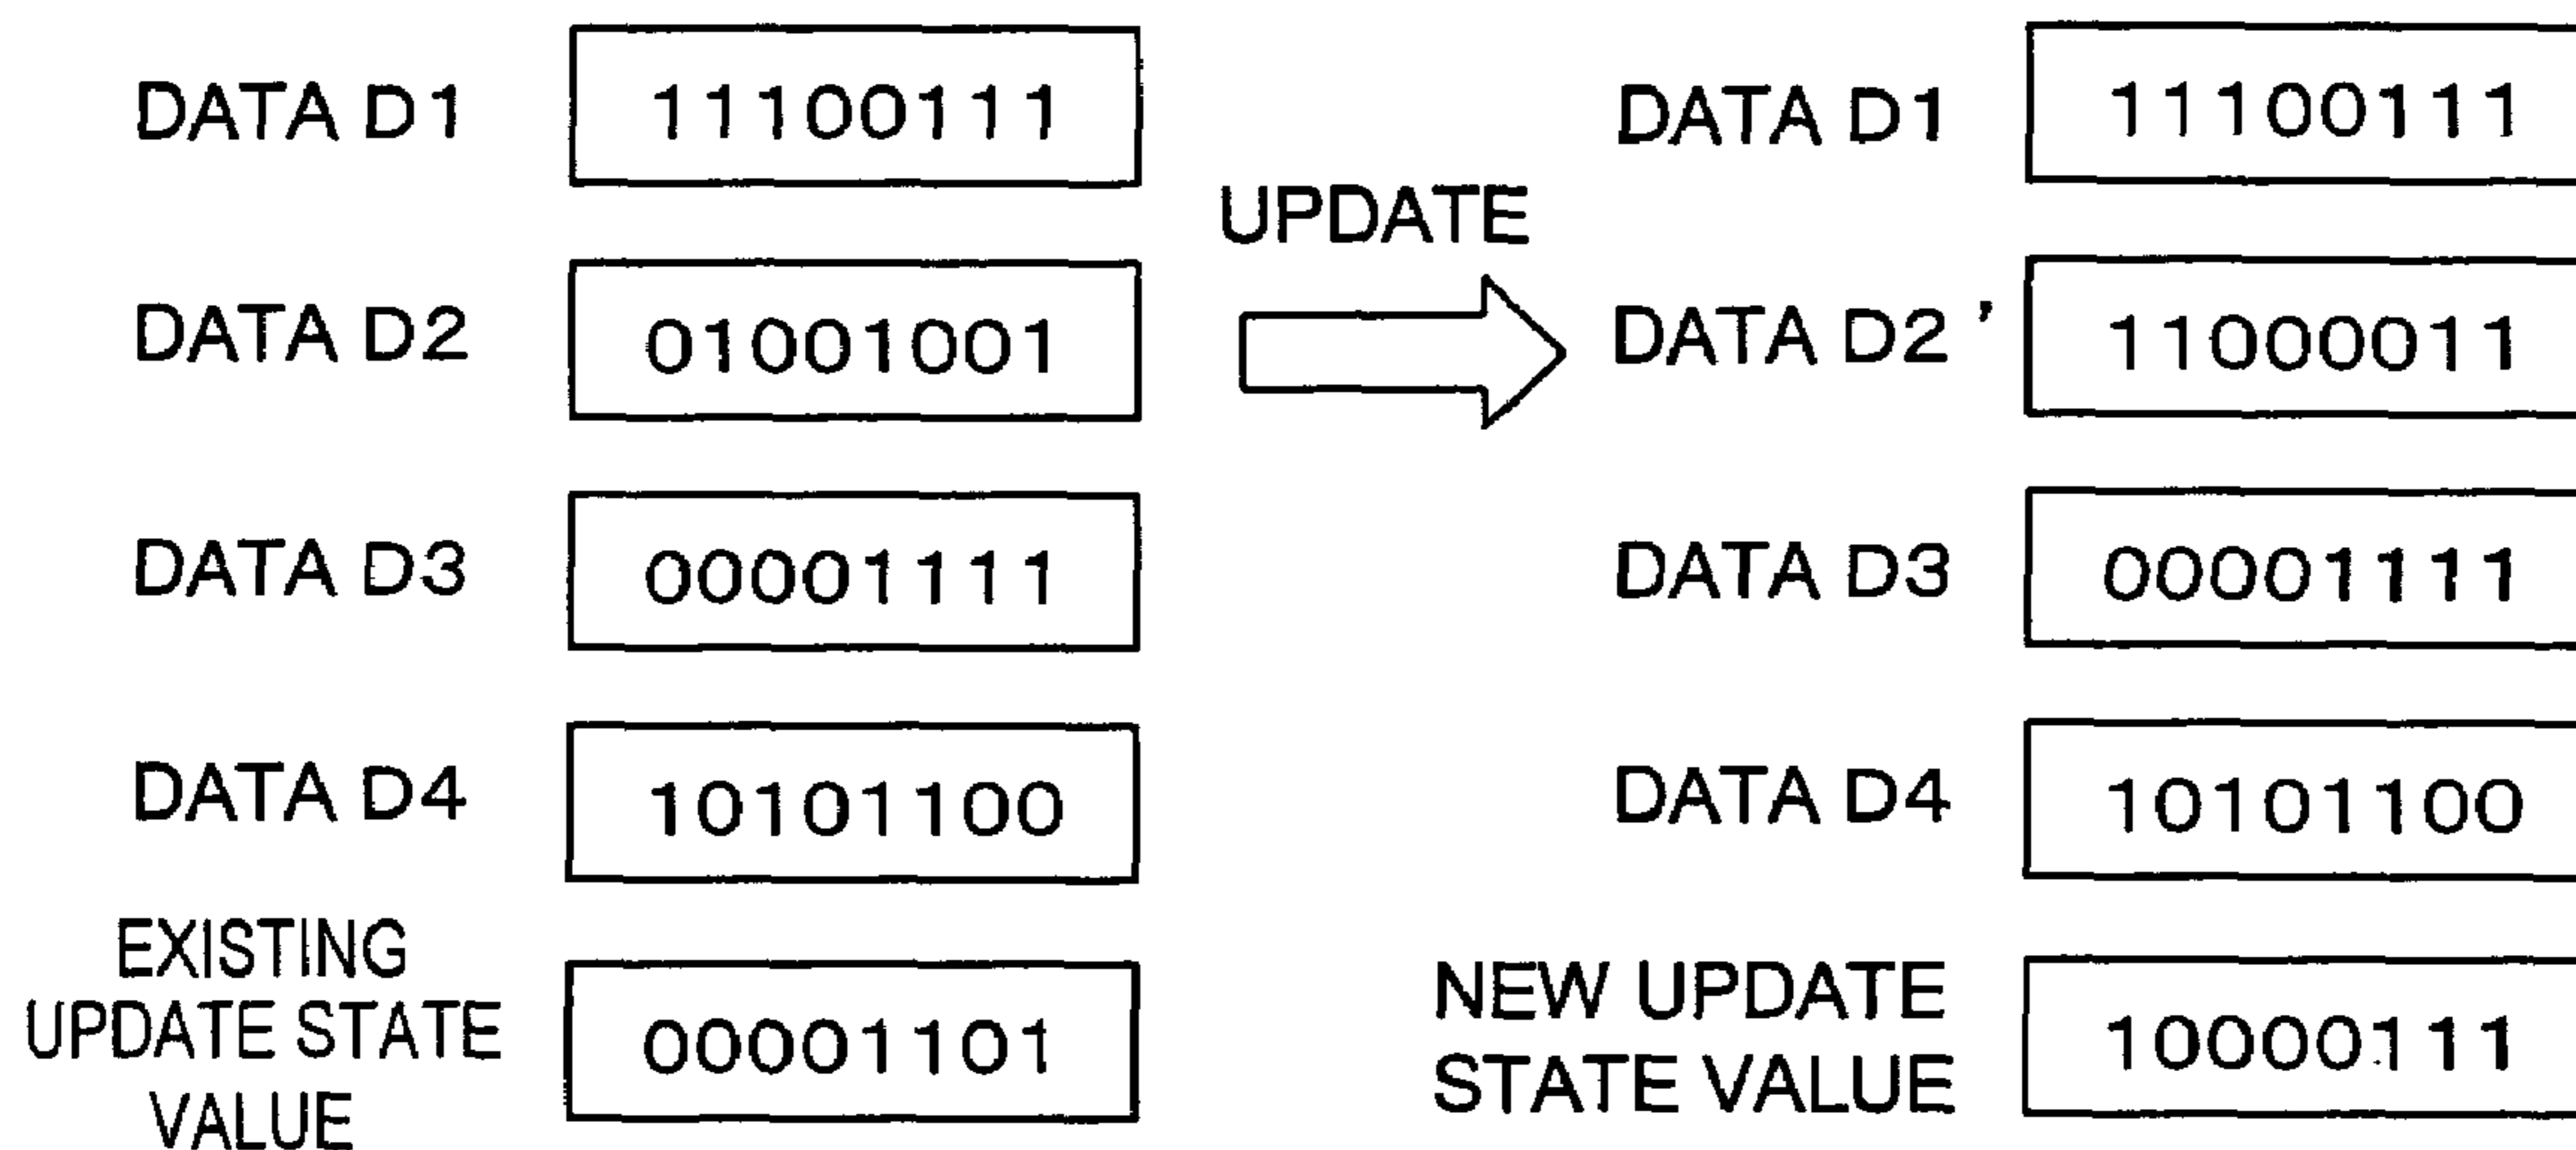 DATA D1 11100111
DATA D2 01001001
DATA D3 00001111
DATA D4 10101100
EXISTING
UPDATE STATE
VALUE
00001101
UPDATE
DATA D1 11100111
DATA D2 ' 11000011
DATA D3 00001111
DATA D4 10101100
NEW UPDATE
STATE VALUE
10000111